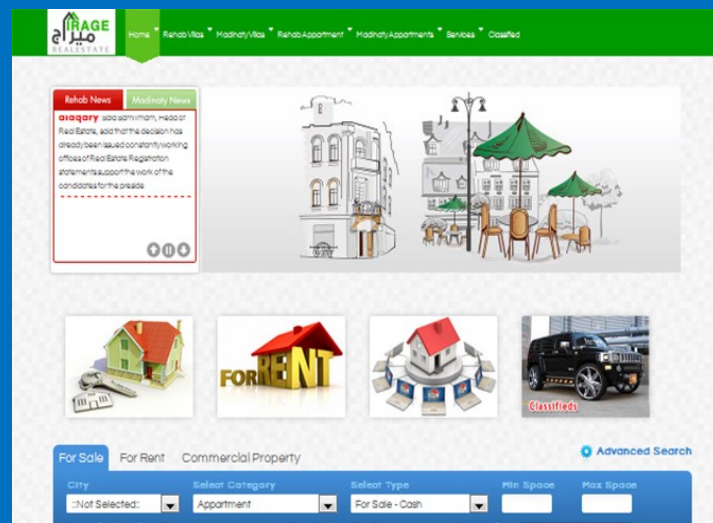 IRAGE
ميراج
REALESTATE
Home
Rehab Villas
Madinaty Villas
Rehab Appartment
Madinaty Appartments
Services
Classified
Rehab News
Madinaty News
alaqary Said Sami Imam, Head of
Real Estate, said that the decision has
already been issued constantly working
offices of Real Estate Registration
statements support the work of the
candidates for the preside
FOR RENT
Classifieds
For Sale
For Rent
Commercial Property
Advanced Search
City
Select Category
Select Type
Min Space
Max Space
::Not Selected::
Appartment
For Sale - Cash